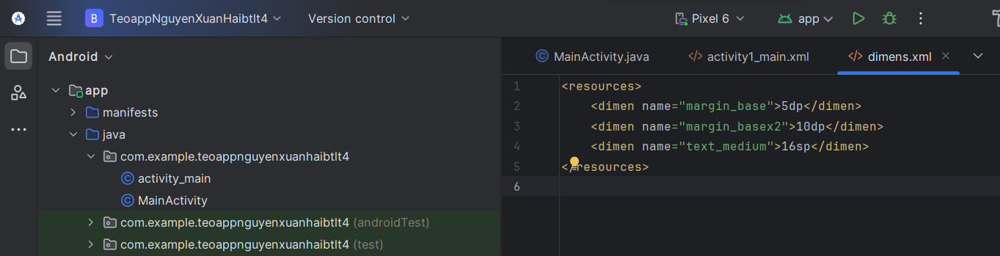 B TeoappNguyenXuanHaibtlt4 Version control Pixel 6 app
Android
app
manifests
java
com.example.teoappnguyenxuanhaibtlt4
C activity_main
C MainActivity
com.example.teoappnguyenxuanhaibtlt4 (androidTest)
com.example.teoappnguyenxuanhaibtlt4 (test)
C MainActivity.java </> activity1_main.xml </> dimens.xml
1 <resources>
2 <dimen name="margin_base">5dp</dimen>
3 <dimen name="margin_basex2">10dp</dimen>
4 <dimen name="text_medium">16sp</dimen>
5 </resources>
6